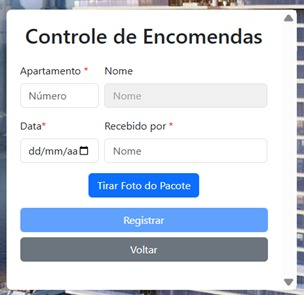 Controle de Encomendas
Apartamento * Nome
Número Nome
Data* Recebido por *
dd/mm/aa Nome
Tirar Foto do Pacote
Registrar
Voltar